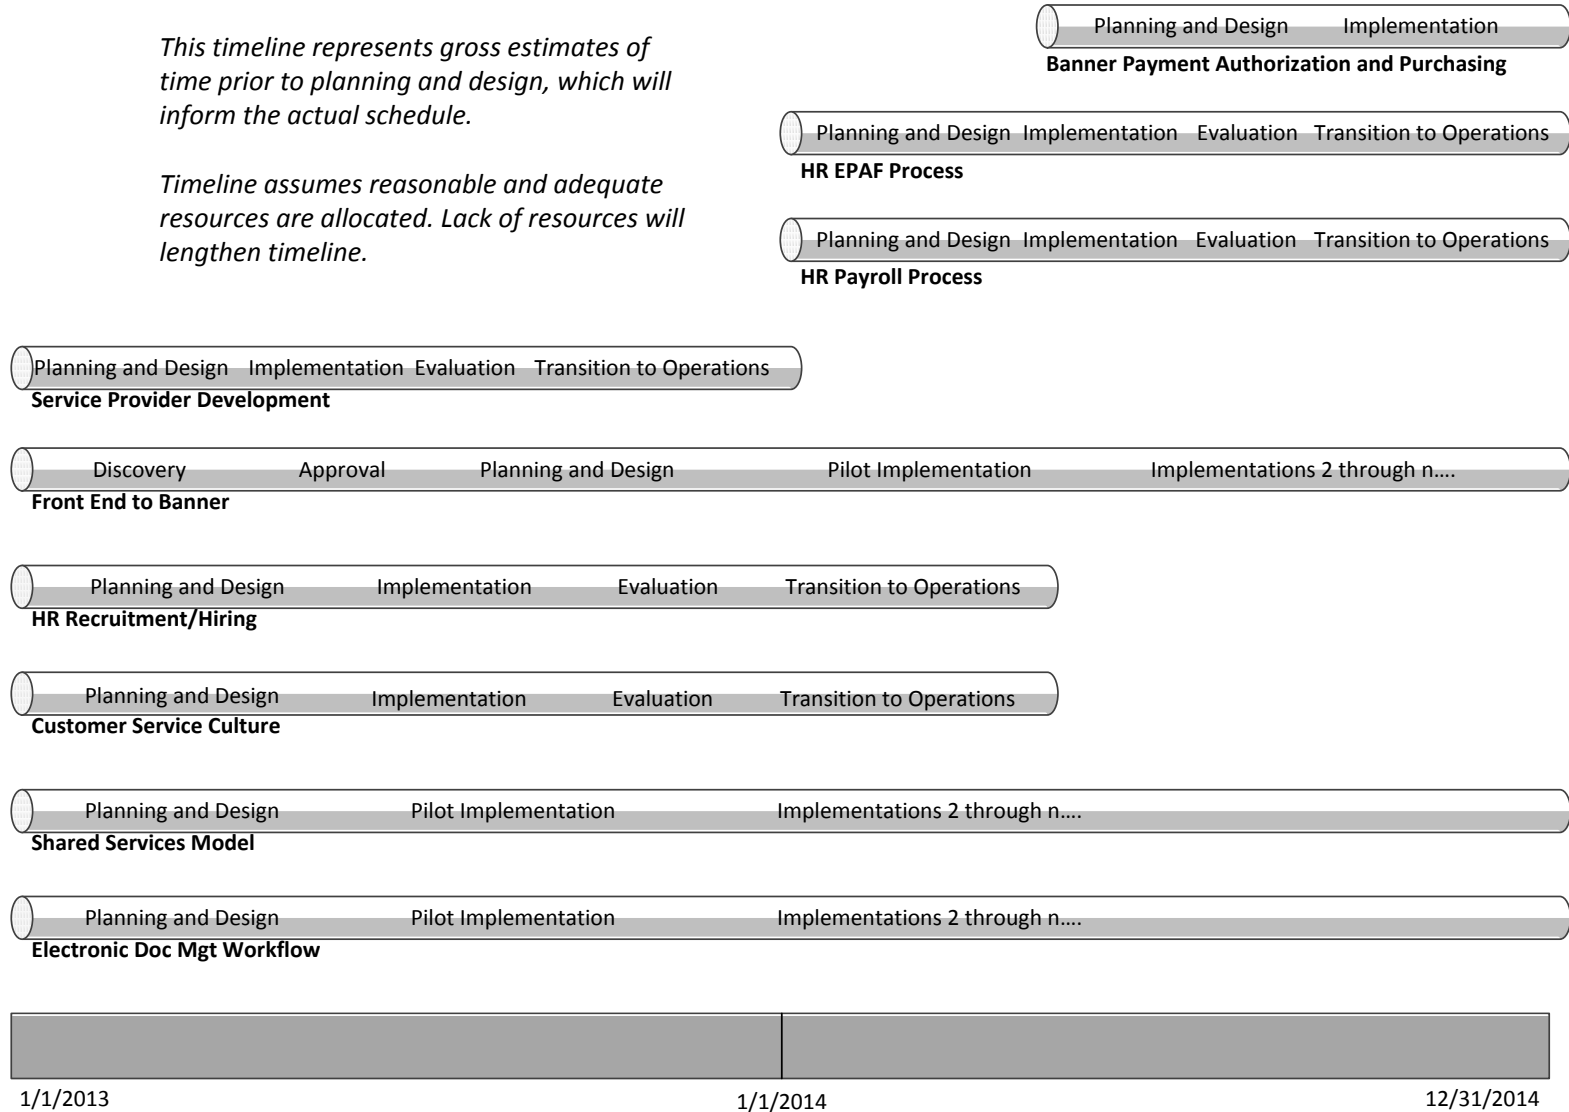 Planning and Design Implementation
Banner Payment Authorization and Purchasing
This timeline represents gross estimates of
time prior to planning and design, which will
inform the actual schedule.
Timeline assumes reasonable and adequate
resources are allocated. Lack of resources will
lengthen timeline.
Planning and Design Implementation Evaluation Transition to Operations
HR EPAF Process
Planning and Design Implementation Evaluation Transition to Operations
HR Payroll Process
Planning and Design Implementation Evaluation Transition to Operations
Service Provider Development
Discovery Approval Planning and Design Pilot Implementation Implementations 2 through n….
Front End to Banner
Planning and Design Implementation Evaluation Transition to Operations
HR Recruitment/Hiring
Planning and Design Implementation Evaluation Transition to Operations
Customer Service Culture
Planning and Design Pilot Implementation Implementations 2 through n….
Shared Services Model
Planning and Design Pilot Implementation Implementations 2 through n….
Electronic Doc Mgt Workflow
1/1/2013 1/1/2014 12/31/2014